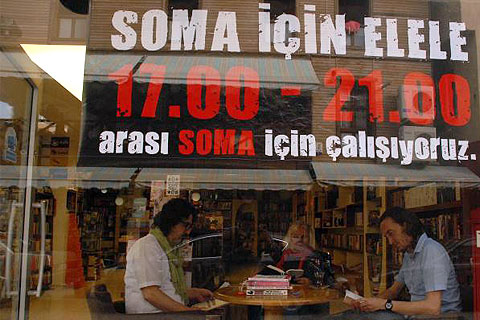 SOMA İÇİN ELELE
17.00 - 21.00
arası SOMA için çalışıyoruz.